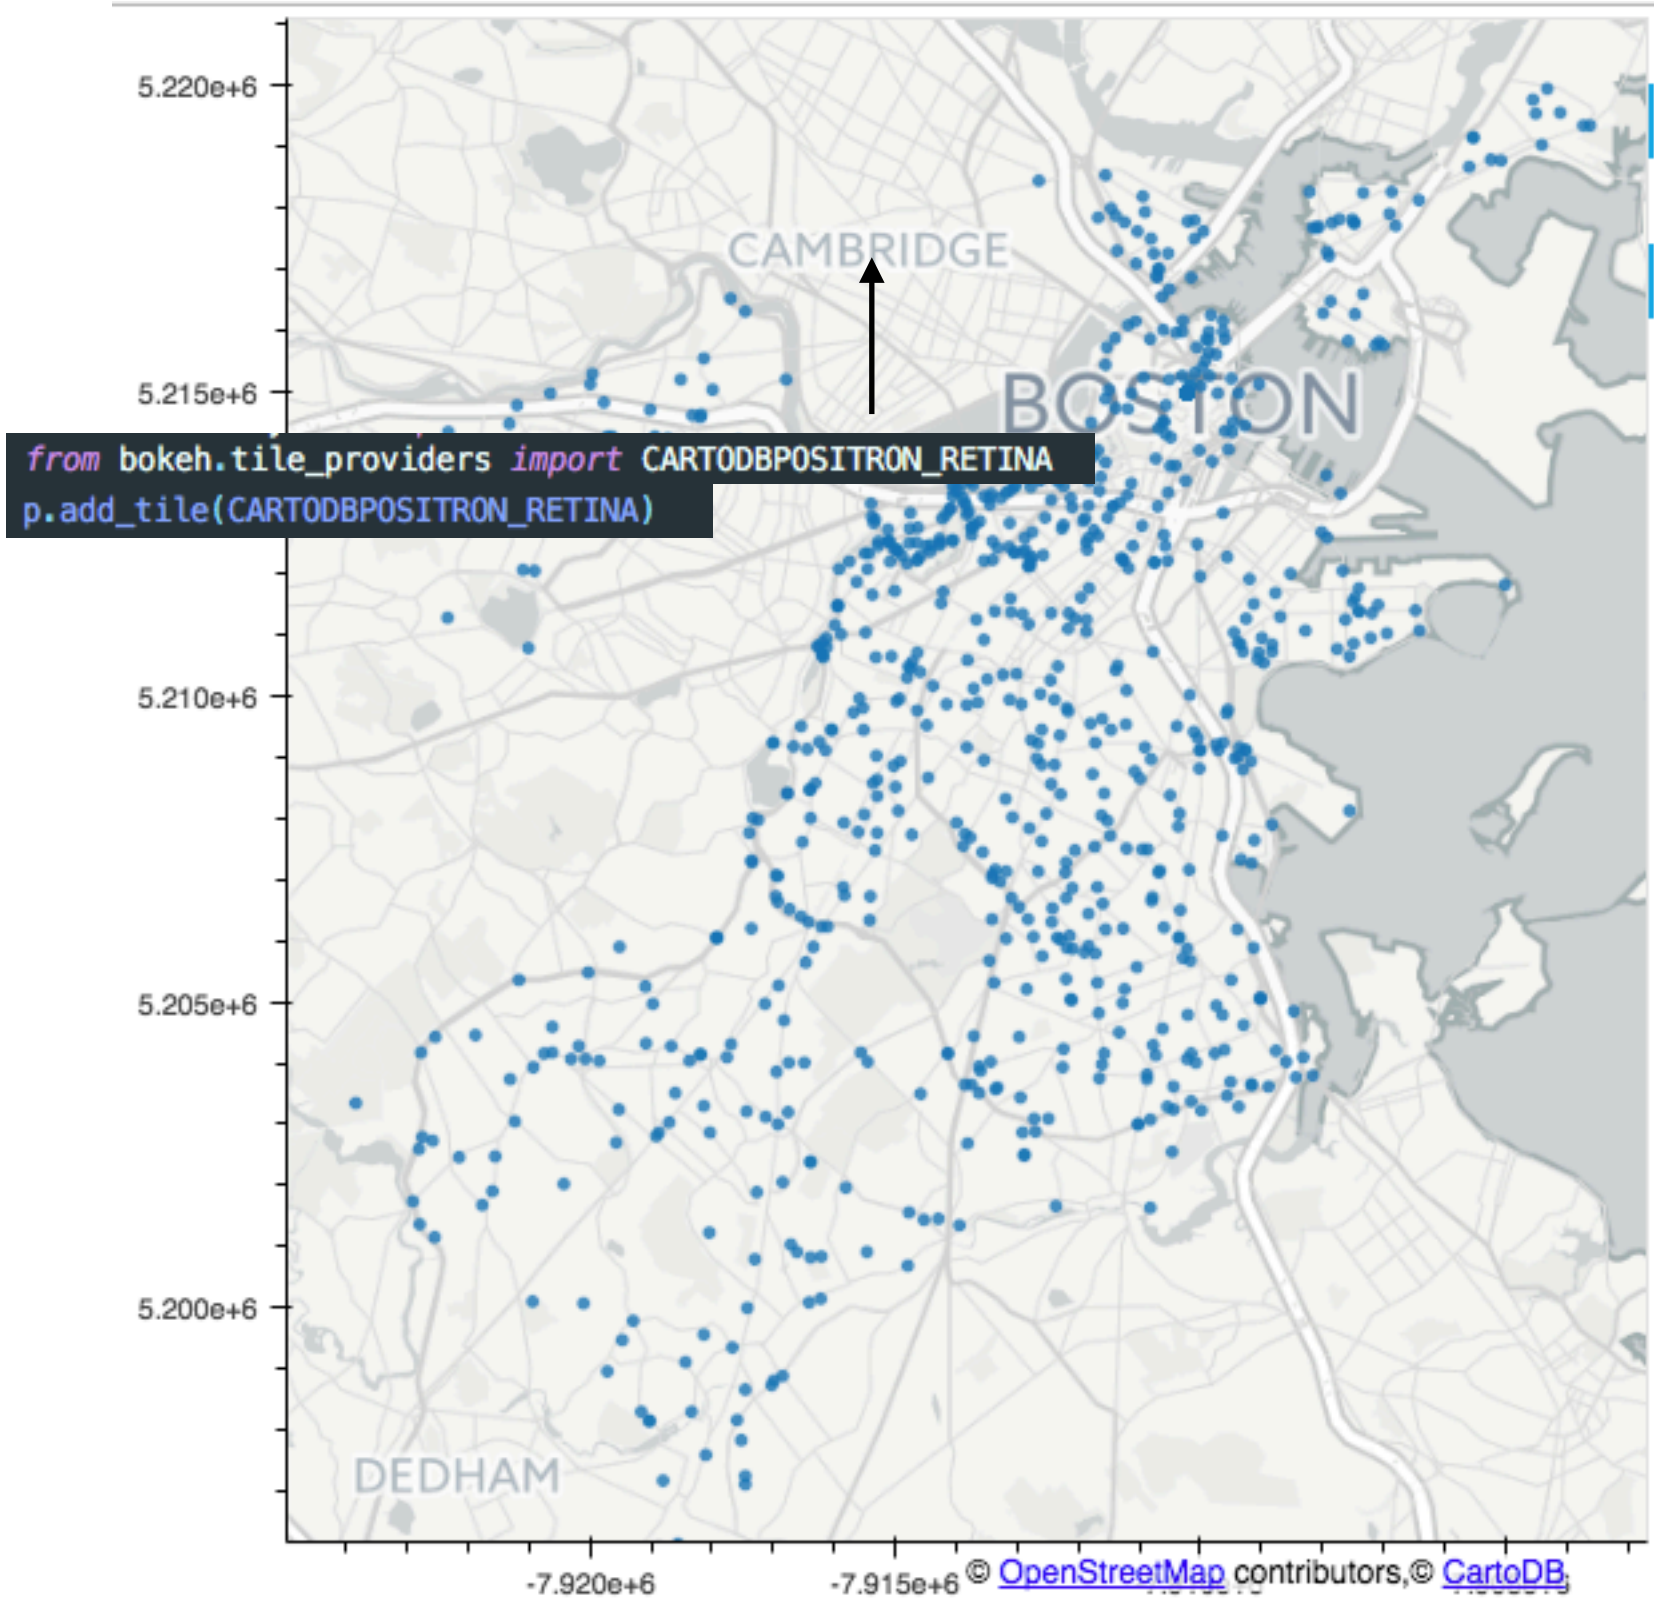 5.220e+6
CAMBRIDGE
5.215e+6
BOSTON
from bokeh.tile_providers import CARTODBPOSITRON_RETINA
p.add_tile(CARTODBPOSITRON_RETINA)
5.210e+6
5.205e+6
5.200e+6
DEDHAM
-7.920e+6 -7.915e+6 © OpenStreetMap contributors,© CartoDB